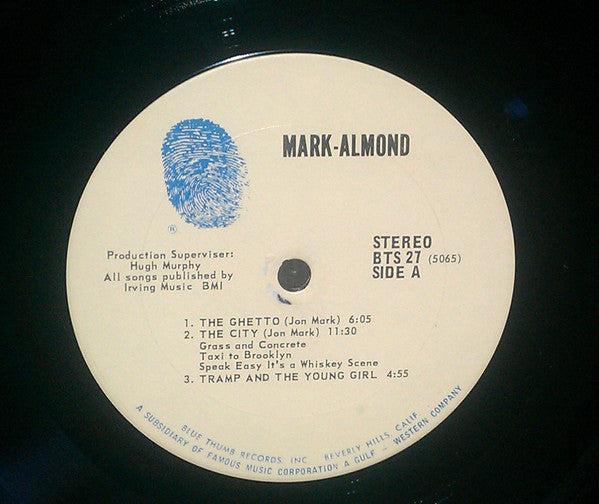 MARK-ALMOND
®
STEREO
BTS 27 (5065)
SIDE A
Production Superviser:
Hugh Murphy
All songs published by
Irving Music BMI
1. THE GHETTO (Jon Mark) 6:05
2. THE CITY (Jon Mark) 11:30
Grass and Concrete
Taxi to Brooklyn
Speak Easy It's a Whiskey Scene
3. TRAMP AND THE YOUNG GIRL 4:55
BLUE THUMB RECORDS, INC. BEVERLY HILLS, CALIF.
A SUBSIDIARY OF FAMOUS MUSIC CORPORATION A GULF - WESTERN COMPANY